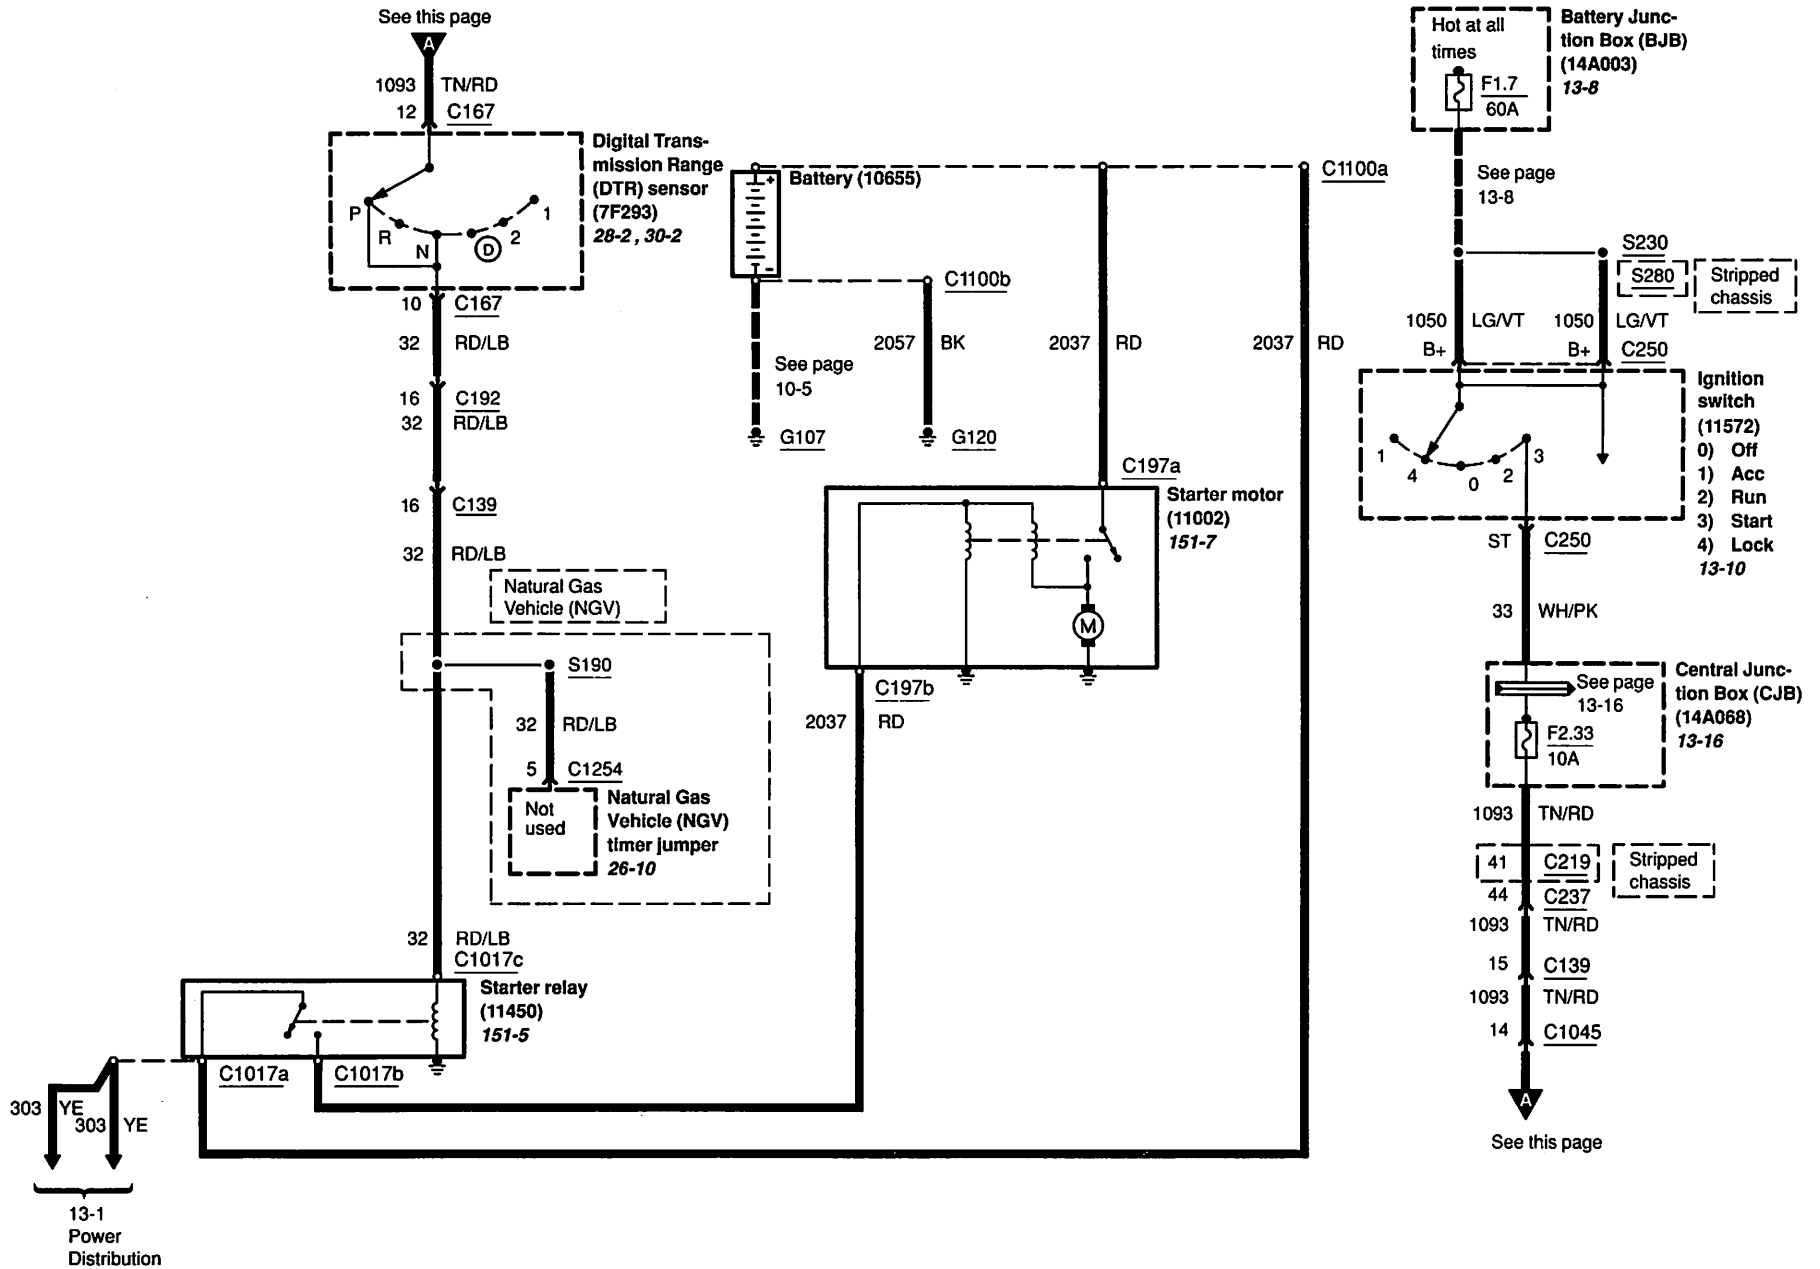 See this page
A
1093 TN/RD
12 C167
Digital Trans-
mission Range
(DTR) sensor
(7F293)
28-2 , 30-2
P
R
N
D
2
1
10 C167
32 RD/LB
16 C192
32 RD/LB
16 C139
32 RD/LB
Natural Gas
Vehicle (NGV)
S190
32 RD/LB
5 C1254
Not
used
Natural Gas
Vehicle (NGV)
timer jumper
26-10
32 RD/LB
C1017c
Starter relay
(11450)
151-5
C1017a
C1017b
303 YE
303 YE
13-1
Power
Distribution
Battery (10655)
+
-
C1100a
C1100b
See page
10-5
2057 BK
2037 RD
2037 RD
G107
G120
C197a
Starter motor
(11002)
151-7
M
C197b
2037 RD
Hot at all
times
F1.7
60A
Battery Junc-
tion Box (BJB)
(14A003)
13-8
See page
13-8
S230
S280
Stripped
chassis
1050 LG/VT
1050 LG/VT
B+
B+ C250
Ignition
switch
(11572)
0) Off
1) Acc
2) Run
3) Start
4) Lock
13-10
1
4
0
2
3
ST C250
33 WH/PK
See page
13-16
F2.33
10A
Central Junc-
tion Box (CJB)
(14A068)
13-16
1093 TN/RD
41 C219
Stripped
chassis
44 C237
1093 TN/RD
15 C139
1093 TN/RD
14 C1045
A
See this page